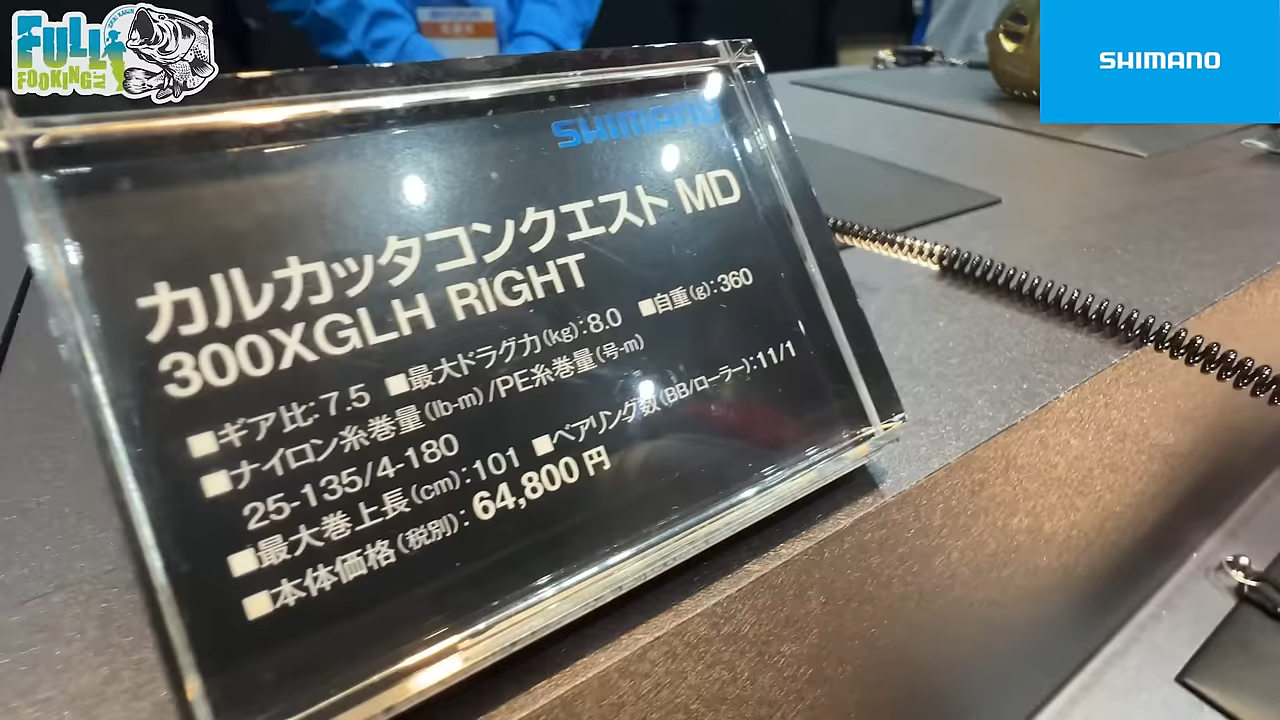 FULL
FOOKING
SHIMANO
SHIMANO
カルカッタコンクエスト MD
300XGLH RIGHT
■ギア比:7.5 ■最大ドラグ力(kg):8.0 ■自重(g):360
■ナイロン糸巻量(lb-m)/PE糸巻量(号-m)
25-135/4-180
■最大巻上長(cm):101 ■ベアリング数(BB/ローラー):11/1
■本体価格(税別):64,800円